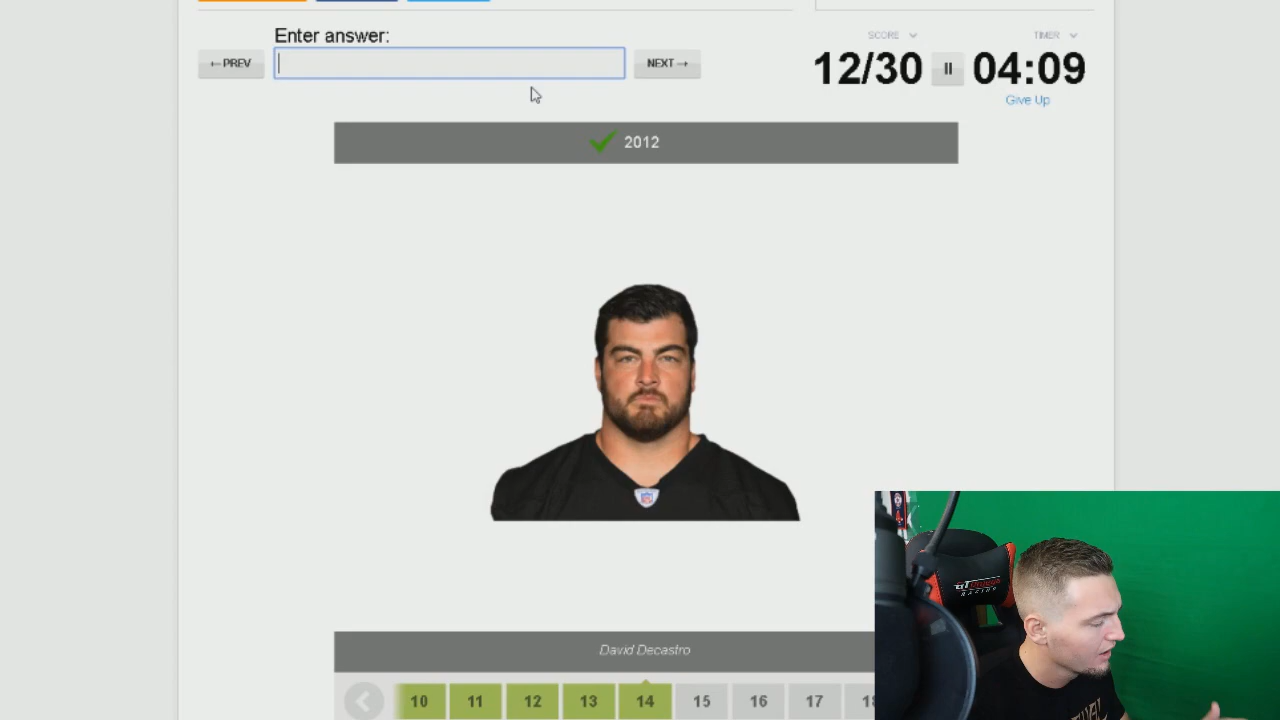 Enter answer:
←PREV
NEXT→
SCORE
TIMER
12/30
04:09
Give Up
2012
David Decastro
10
11
12
13
14
15
16
17
RACING